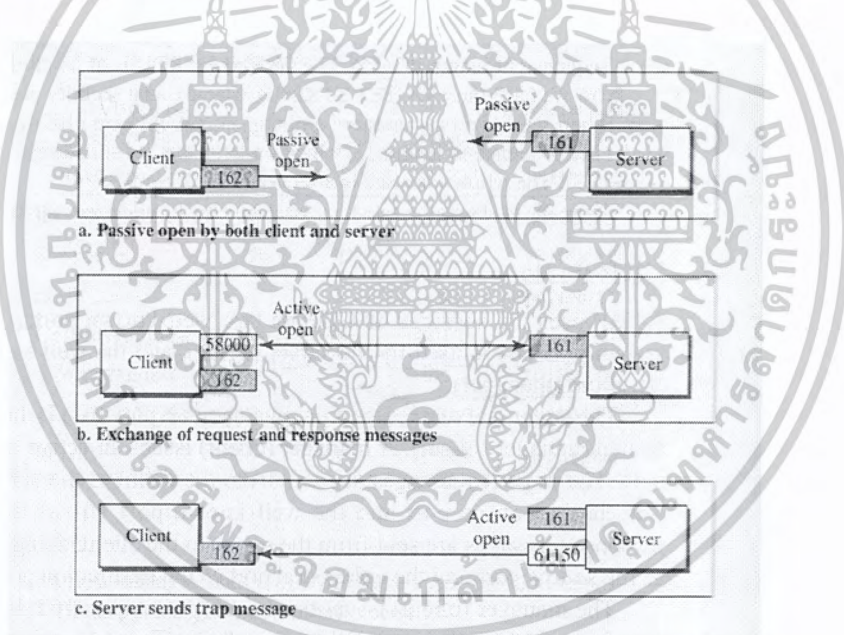 Passive
open
161
Server
Client
162
Passive
open
a. Passive open by both client and server
Active
open
58000
162
Client
161
Server
b. Exchange of request and response messages
Client
162
Active
open
161
61150
Server
c. Server sends trap message